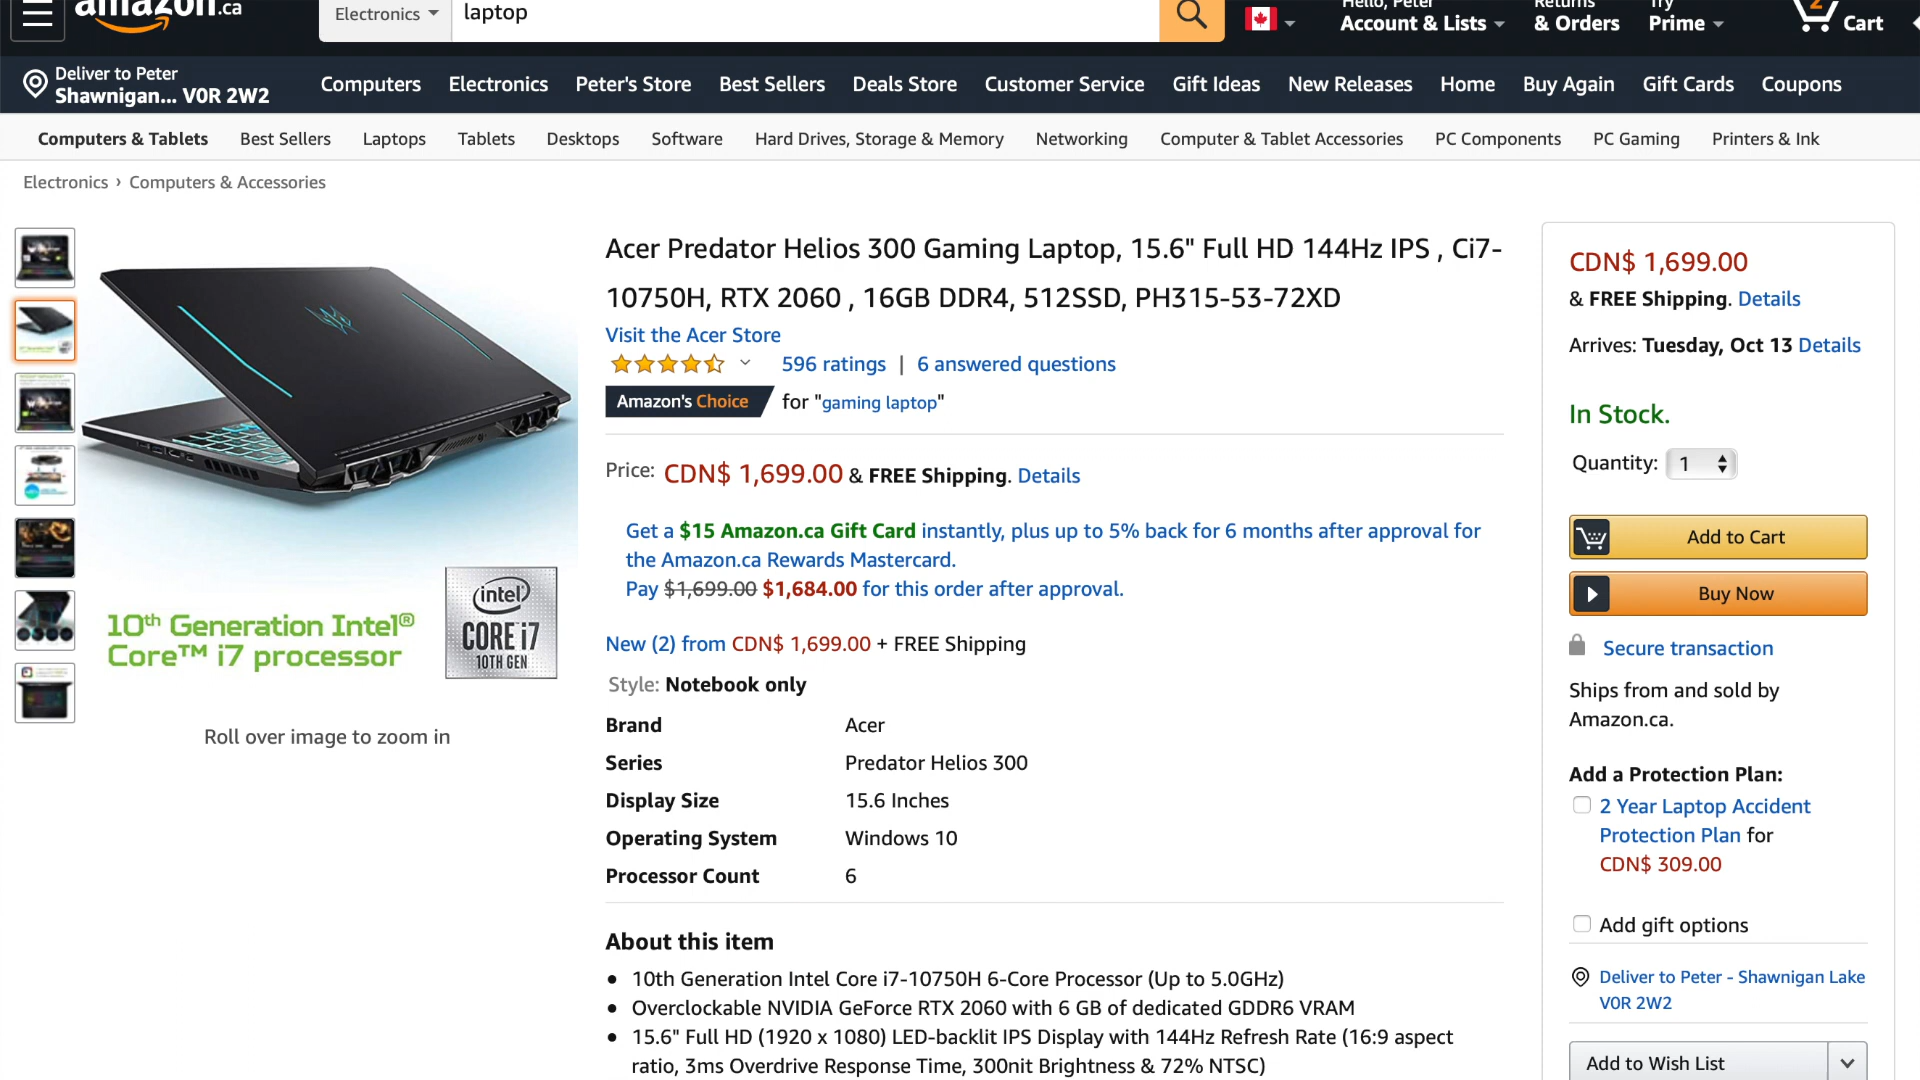 amazon.ca
Electronics
laptop
Hello, Peter
Account & Lists
Returns
& Orders
Try
Prime
2
Cart
Deliver to Peter
Shawnigan... V0R 2W2
Computers
Electronics
Peter's Store
Best Sellers
Deals Store
Customer Service
Gift Ideas
New Releases
Home
Buy Again
Gift Cards
Coupons
Computers & Tablets
Best Sellers
Laptops
Tablets
Desktops
Software
Hard Drives, Storage & Memory
Networking
Computer & Tablet Accessories
PC Components
PC Gaming
Printers & Ink
Electronics › Computers & Accessories
10th Generation Intel®
Core™ i7 processor
intel
CORE i7
10TH GEN
Roll over image to zoom in
Acer Predator Helios 300 Gaming Laptop, 15.6" Full HD 144Hz IPS , Ci7-
10750H, RTX 2060 , 16GB DDR4, 512SSD, PH315-53-72XD
Visit the Acer Store
596 ratings | 6 answered questions
Amazon's Choice for "gaming laptop"
Price: CDN$ 1,699.00 & FREE Shipping. Details
Get a $15 Amazon.ca Gift Card instantly, plus up to 5% back for 6 months after approval for
the Amazon.ca Rewards Mastercard.
Pay $1,699.00 $1,684.00 for this order after approval.
New (2) from CDN$ 1,699.00 + FREE Shipping
Style: Notebook only
Brand Acer
Series Predator Helios 300
Display Size 15.6 Inches
Operating System Windows 10
Processor Count 6
About this item
• 10th Generation Intel Core i7-10750H 6-Core Processor (Up to 5.0GHz)
• Overclockable NVIDIA GeForce RTX 2060 with 6 GB of dedicated GDDR6 VRAM
• 15.6" Full HD (1920 x 1080) LED-backlit IPS Display with 144Hz Refresh Rate (16:9 aspect
ratio, 3ms Overdrive Response Time, 300nit Brightness & 72% NTSC)
CDN$ 1,699.00
& FREE Shipping. Details
Arrives: Tuesday, Oct 13 Details
In Stock.
Quantity: 1
Add to Cart
Buy Now
Secure transaction
Ships from and sold by
Amazon.ca.
Add a Protection Plan:
2 Year Laptop Accident
Protection Plan for
CDN$ 309.00
Add gift options
Deliver to Peter - Shawnigan Lake
V0R 2W2
Add to Wish List